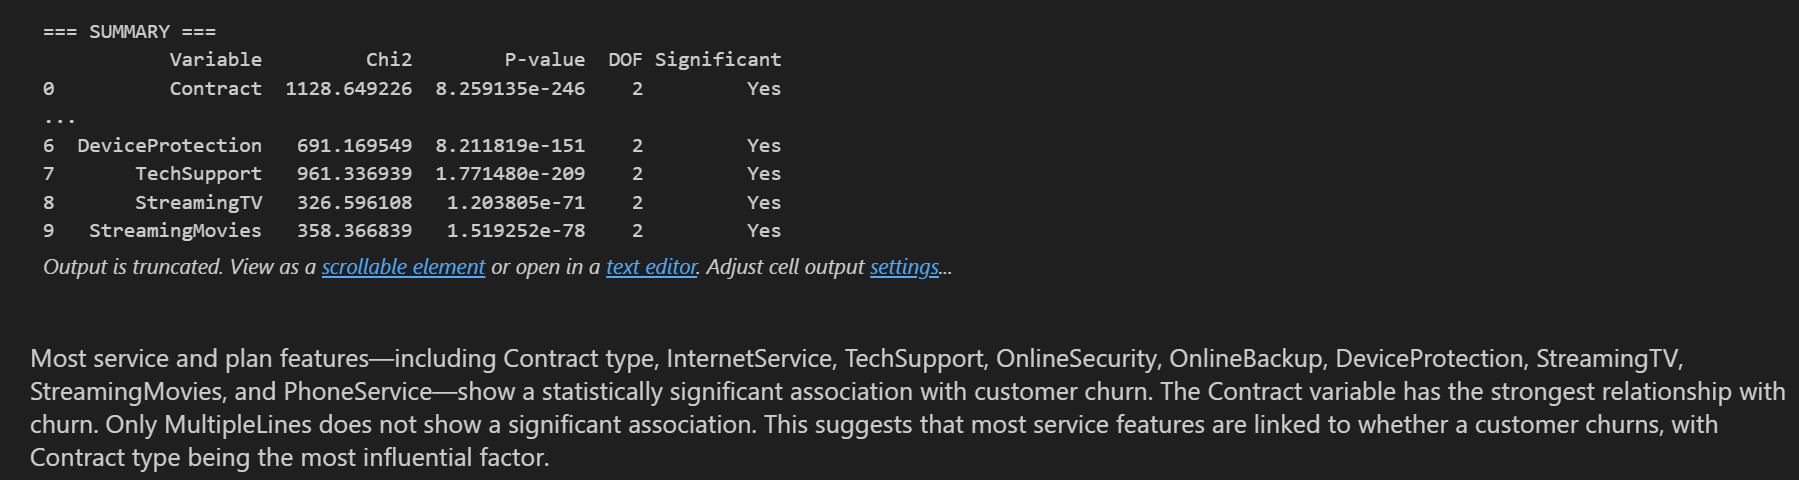 === SUMMARY ===
Variable Chi2 P-value DOF Significant
0 Contract 1128.649226 8.259135e-246 2 Yes
...
6 DeviceProtection 691.169549 8.211819e-151 2 Yes
7 TechSupport 961.336939 1.771480e-209 2 Yes
8 StreamingTV 326.596108 1.203805e-71 2 Yes
9 StreamingMovies 358.366839 1.519252e-78 2 Yes
Output is truncated. View as a scrollable element or open in a text editor. Adjust cell output settings...
Most service and plan features—including Contract type, InternetService, TechSupport, OnlineSecurity, OnlineBackup, DeviceProtection, StreamingTV,
StreamingMovies, and PhoneService—show a statistically significant association with customer churn. The Contract variable has the strongest relationship with
churn. Only MultipleLines does not show a significant association. This suggests that most service features are linked to whether a customer churns, with
Contract type being the most influential factor.